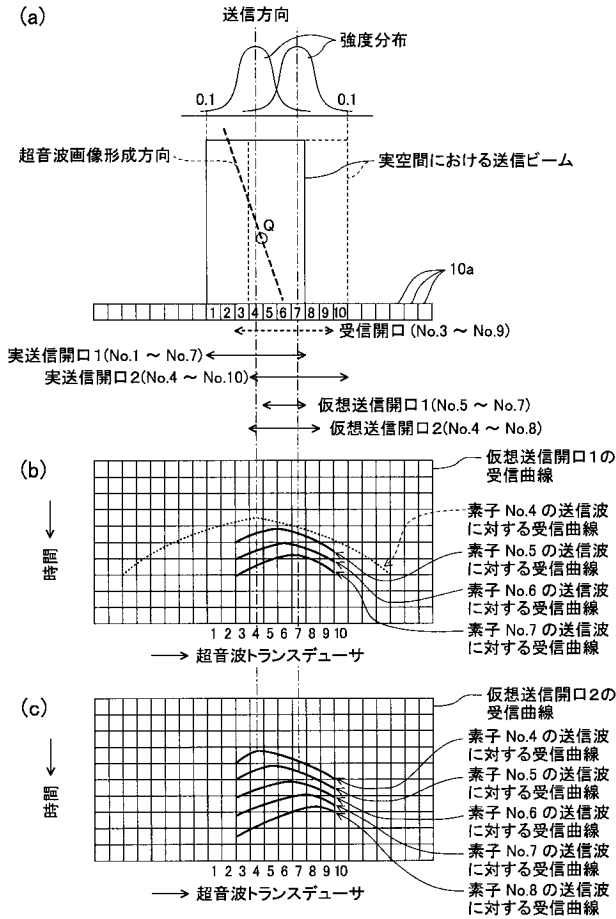 (a)
送信方向
強度分布
0.1
0.1
超音波画像形成方向
実空間における送信ビーム
Q
10a
1 2 3 4 5 6 7 8 9 10
受信開口(No.3 ~ No.9)
実送信開口1(No.1 ~ No.7)
実送信開口2(No.4 ~ No.10)
仮想送信開口1(No.5 ~ No.7)
仮想送信開口2(No.4 ~ No.8)
(b)
仮想送信開口1の
受信曲線
時間
素子 No.4 の送信波
に対する受信曲線
素子 No.5 の送信波
に対する受信曲線
素子 No.6 の送信波
に対する受信曲線
素子 No.7 の送信波
に対する受信曲線
1 2 3 4 5 6 7 8 9 10
超音波トランスデューサ
(c)
仮想送信開口2の
受信曲線
時間
素子 No.4 の送信波
に対する受信曲線
素子 No.5 の送信波
に対する受信曲線
素子 No.6 の送信波
に対する受信曲線
素子 No.7 の送信波
に対する受信曲線
素子 No.8 の送信波
に対する受信曲線
1 2 3 4 5 6 7 8 9 10
超音波トランスデューサ